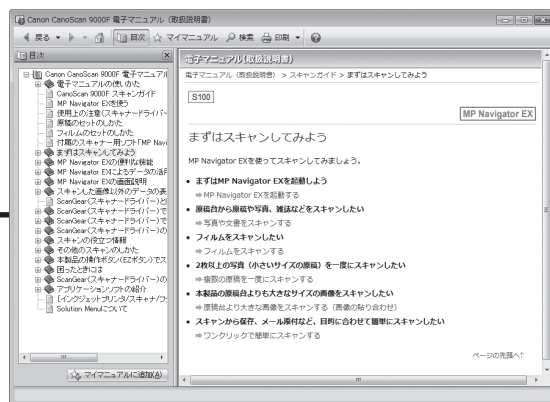 Canon CanoScan 9000F 電子マニュアル（取扱説明書）
戻る
目次
マイマニュアル
検索
印刷
目次
Canon CanoScan 9000F 電子マニュアル
電子マニュアルの使いかた
CanoScan 9000F スキャンガイド
MP Navigator EXを使う
使用上の注意（スキャナードライバー
原稿のセットのしかた
フィルムのセットのしかた
付属のスキャナー用ソフト「MP Navi
まずはスキャンしてみよう
MP Navigator EXの便利な機能
MP Navigator EXによるデータの活用
MP Navigator EXの画面説明
スキャンした画像以外のデータの表
ScanGear（スキャナードライバー）と
ScanGear（スキャナードライバー）で
ScanGear（スキャナードライバー）で
ScanGear（スキャナードライバー）の
スキャンの役立つ情報
その他のスキャンのしかた
本製品の操作ボタン（EZボタン）でス
困ったときには
ScanGear（スキャナードライバー）の
アプリケーションソフトの紹介
［インクジェットプリンタ/スキャナ/フ
Solution Menuについて
マイマニュアルに追加(A)
電子マニュアル(取扱説明書)
電子マニュアル（取扱説明書） > スキャンガイド > まずはスキャンしてみよう
S100
MP Navigator EX
まずはスキャンしてみよう
MP Navigator EXを使ってスキャンしてみましょう。
まずはMP Navigator EXを起動しよう
⇒MP Navigator EXを起動する
原稿台から原稿や写真、雑誌などをスキャンしたい
⇒写真や文書をスキャンする
フィルムをスキャンしたい
⇒フィルムをスキャンする
2枚以上の写真（小さいサイズの原稿）を一度にスキャンしたい
⇒複数の原稿を一度にスキャンする
本製品の原稿台よりも大きなサイズの画像をスキャンしたい
⇒原稿台より大きな画像をスキャンする（画像の貼り合わせ）
スキャンから保存、メール添付など、目的に合わせて簡単にスキャンしたい
⇒ワンクリックで簡単にスキャンする
ページの先頭へ↑